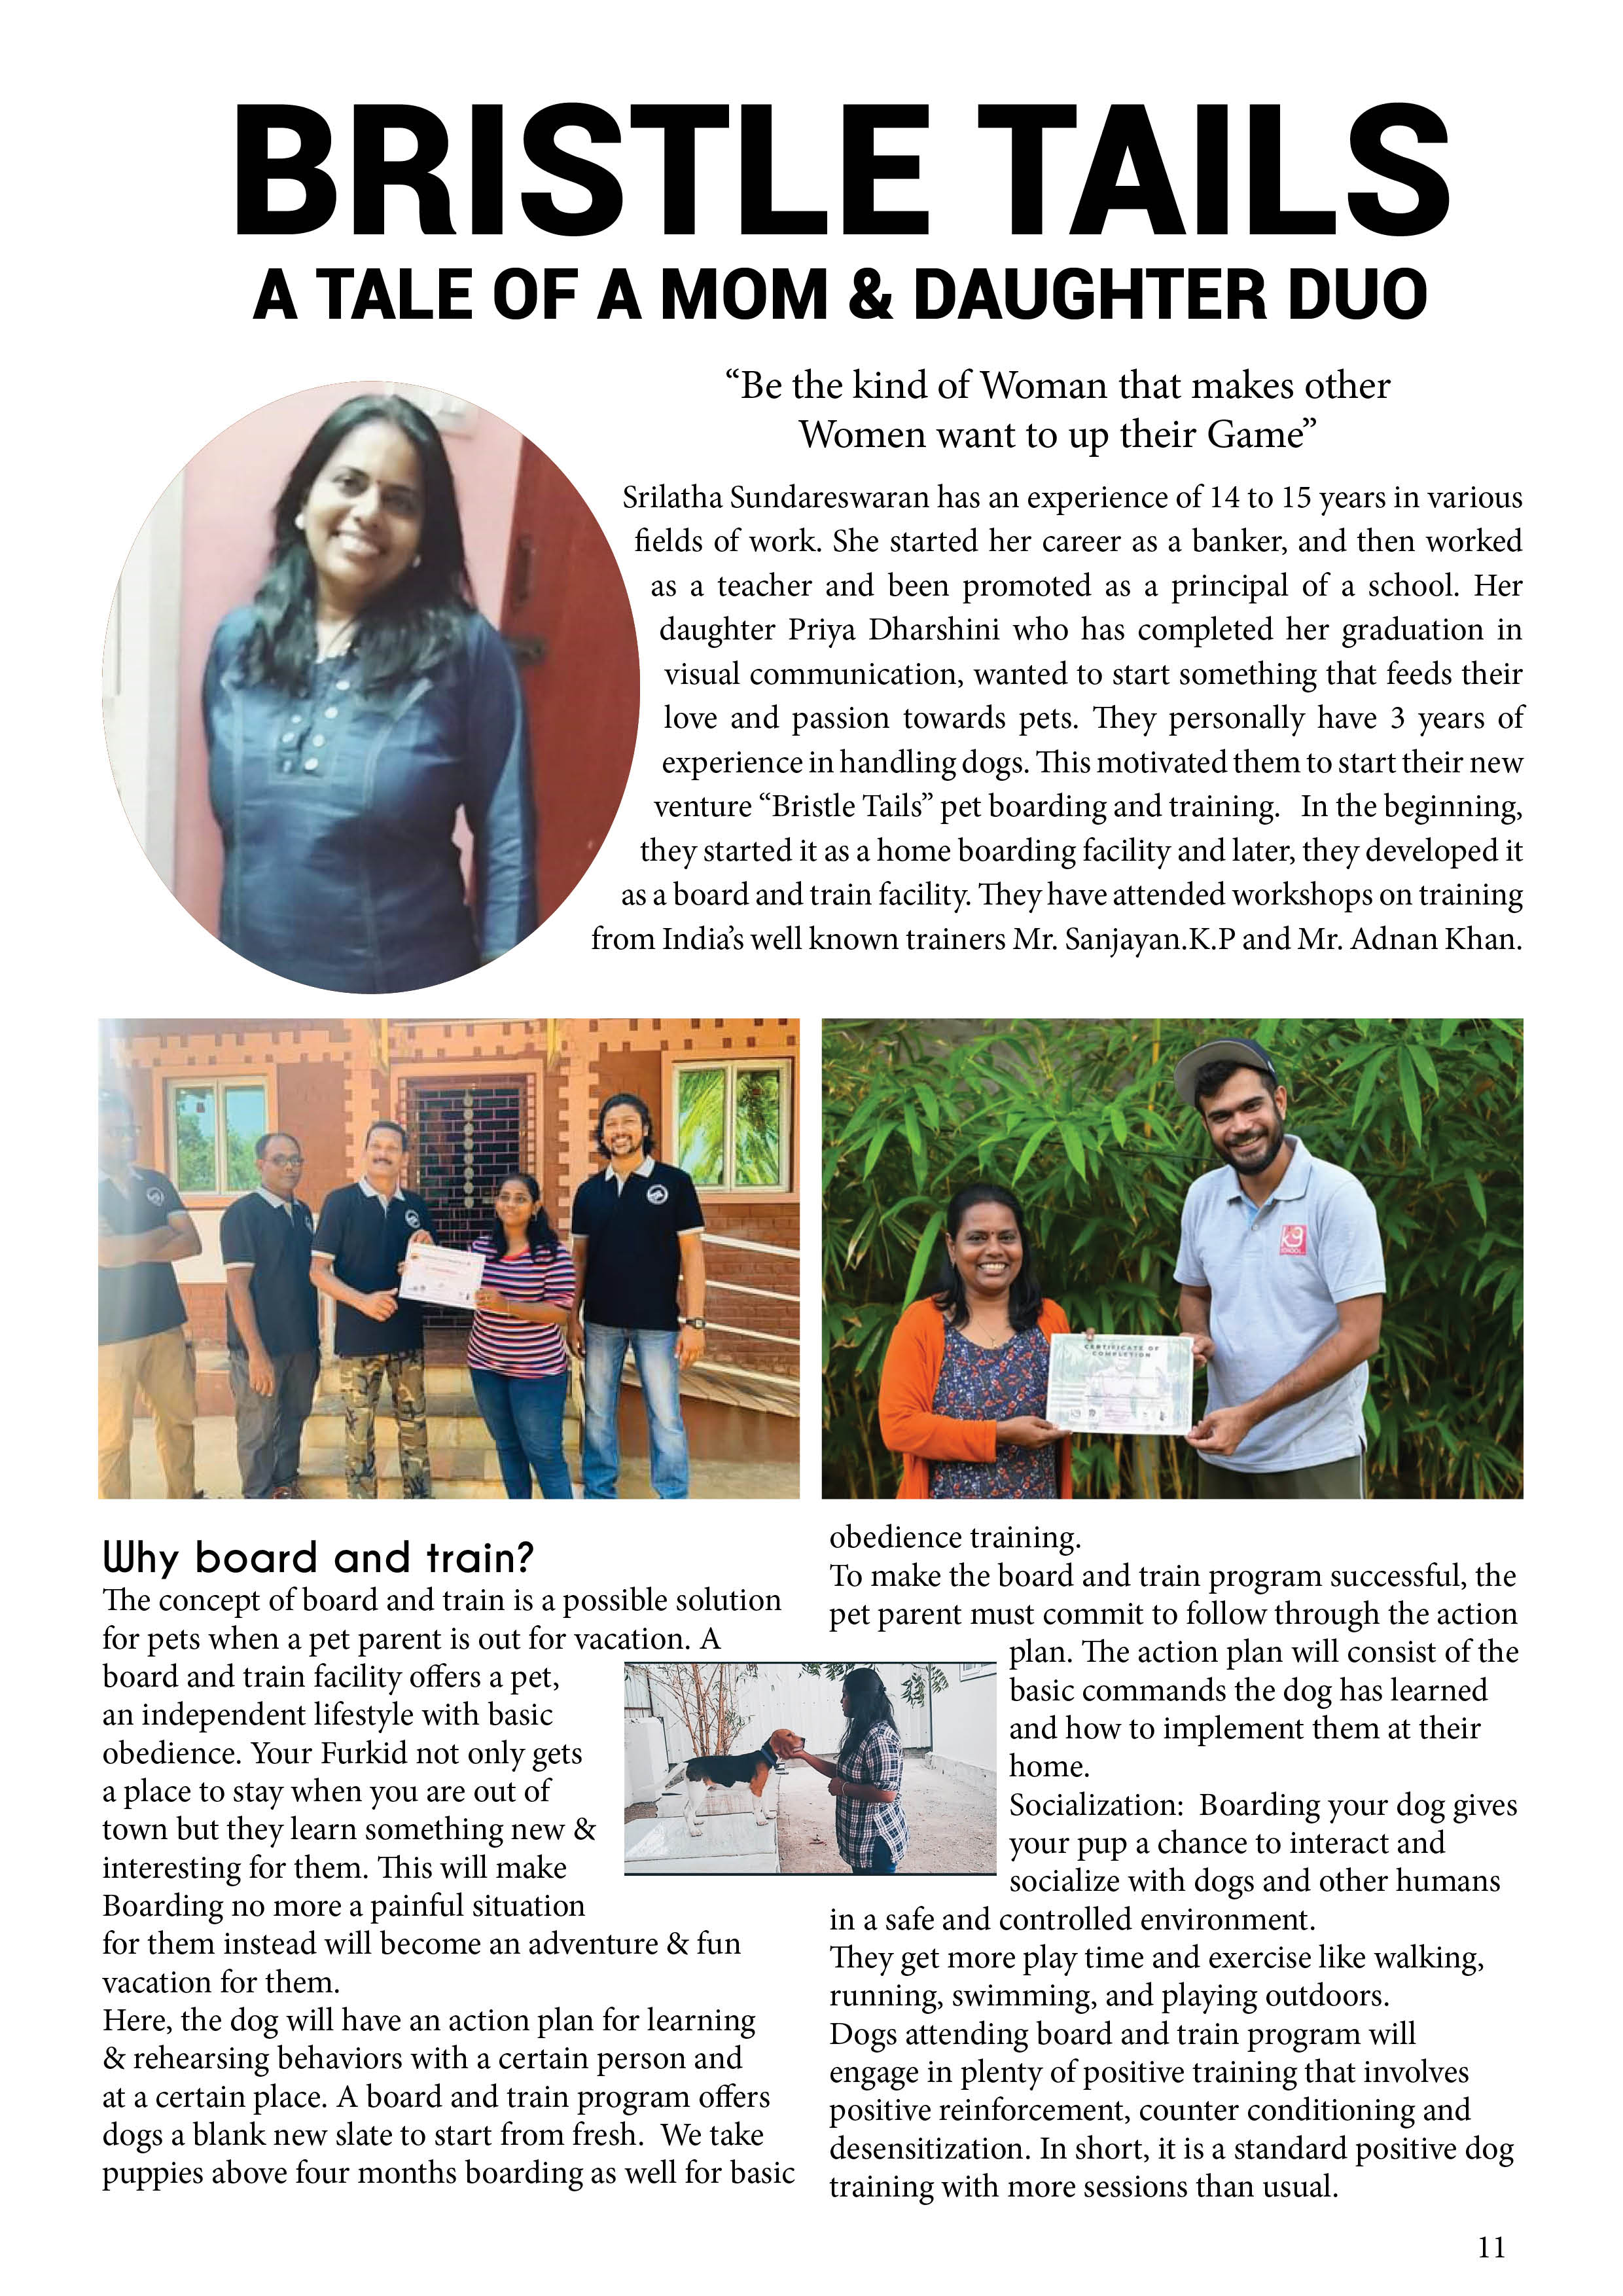 BRISTLE TAILS
A TALE OF A MOM & DAUGHTER DUO
“Be the kind of Woman that makes other
Women want to up their Game”
Srilatha Sundareswaran has an experience of 14 to 15 years in various
fields of work. She started her career as a banker, and then worked
as a teacher and been promoted as a principal of a school. Her
daughter Priya Dharshini who has completed her graduation in
visual communication, wanted to start something that feeds their
love and passion towards pets. They personally have 3 years of
experience in handling dogs. This motivated them to start their new
venture “Bristle Tails” pet boarding and training.   In the beginning,
they started it as a home boarding facility and later, they developed it
as a board and train facility. They have attended workshops on training
from India’s well known trainers Mr. Sanjayan.K.P and Mr. Adnan Khan.
k9
SCHOOL
CERTIFICATE OF
COMPLETION
Why board and train?
The concept of board and train is a possible solution
for pets when a pet parent is out for vacation. A
board and train facility offers a pet,
an independent lifestyle with basic
obedience. Your Furkid not only gets
a place to stay when you are out of
town but they learn something new &
interesting for them. This will make
Boarding no more a painful situation
for them instead will become an adventure & fun
vacation for them.
Here, the dog will have an action plan for learning
& rehearsing behaviors with a certain person and
at a certain place. A board and train program offers
dogs a blank new slate to start from fresh.  We take
puppies above four months boarding as well for basic
obedience training.
To make the board and train program successful, the
pet parent must commit to follow through the action
plan. The action plan will consist of the
basic commands the dog has learned
and how to implement them at their
home.
Socialization:  Boarding your dog gives
your pup a chance to interact and
socialize with dogs and other humans
in a safe and controlled environment.
They get more play time and exercise like walking,
running, swimming, and playing outdoors.
Dogs attending board and train program will
engage in plenty of positive training that involves
positive reinforcement, counter conditioning and
desensitization. In short, it is a standard positive dog
training with more sessions than usual.
11